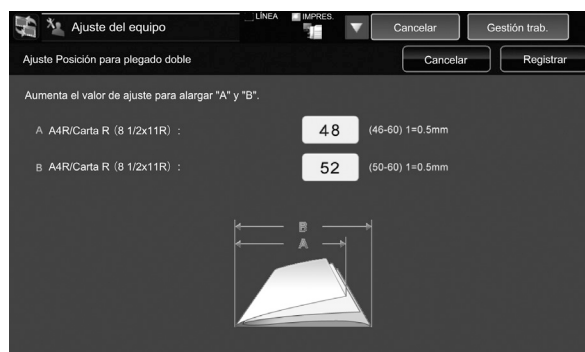 Ajuste del equipo
LÍNEA
IMPRES.
Cancelar
Gestión trab.
Ajuste Posición para plegado doble
Cancelar
Registrar
Aumenta el valor de ajuste para alargar "A" y "B".
A A4R/Carta R (8 1/2x11R) : 48 (46-60) 1=0.5mm
B A4R/Carta R (8 1/2x11R) : 52 (50-60) 1=0.5mm
B
A